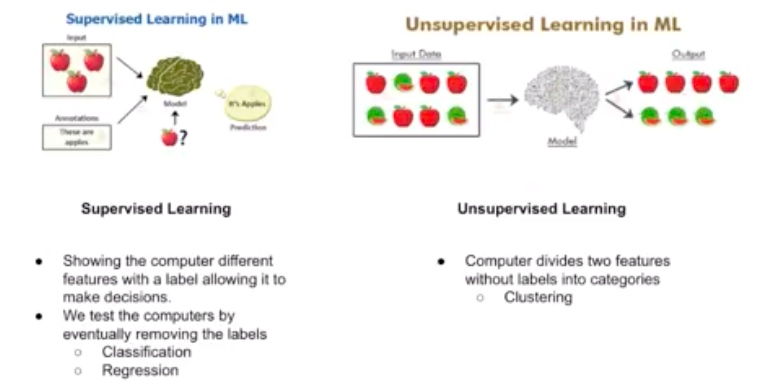 Supervised Learning in ML
Input
Annotations
These are
apples
Model
?
It's Apples
Prediction
Unsupervised Learning in ML
Input Data
Output
Model
Supervised Learning
● Showing the computer different
features with a label allowing it to
make decisions.
● We test the computers by
eventually removing the labels
○ Classification
○ Regression
Unsupervised Learning
● Computer divides two features
without labels into categories
○ Clustering